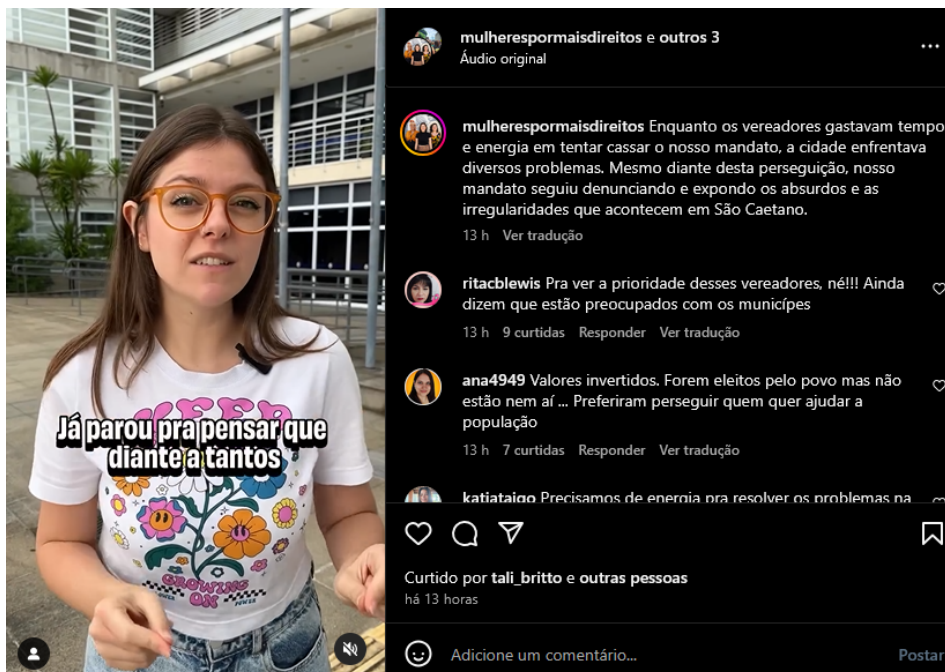 mulherespormaisdireitos e outros 3
Áudio original
mulherespormaisdireitos Enquanto os vereadores gastavam tempo
e energia em tentar cassar o nosso mandato, a cidade enfrentava
diversos problemas. Mesmo diante desta perseguição, nosso
mandato seguiu denunciando e expondo os absurdos e as
irregularidades que acontecem em São Caetano.
13 h Ver tradução
ritacblewis Pra ver a prioridade desses vereadores, né!!! Ainda
dizem que estão preocupados com os municípes
13 h 9 curtidas Responder Ver tradução
ana4949 Valores invertidos. Forem eleitos pelo povo mas não
estão nem aí ... Preferiram perseguir quem quer ajudar a
população
13 h 7 curtidas Responder Ver tradução
katiataigo Precisamos de energia pra resolver os problemas na
Curtido por tali_britto e outras pessoas
há 13 horas
Adicione um comentário...
Postar
KEEP
Já parou pra pensar que
diante a tantos
GROWING
ON
POWER